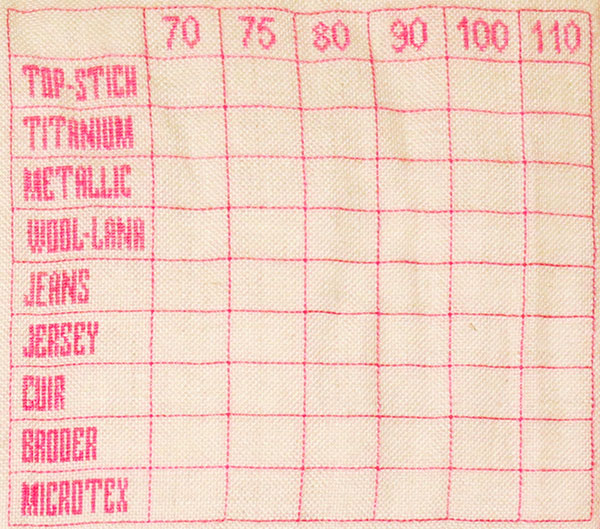 70 75 80 90 100 110
TOP-STICH
TITANIUM
METALLIC
WOOL-LANA
JEANS
JERSEY
CUIR
BRODER
MICROTEX